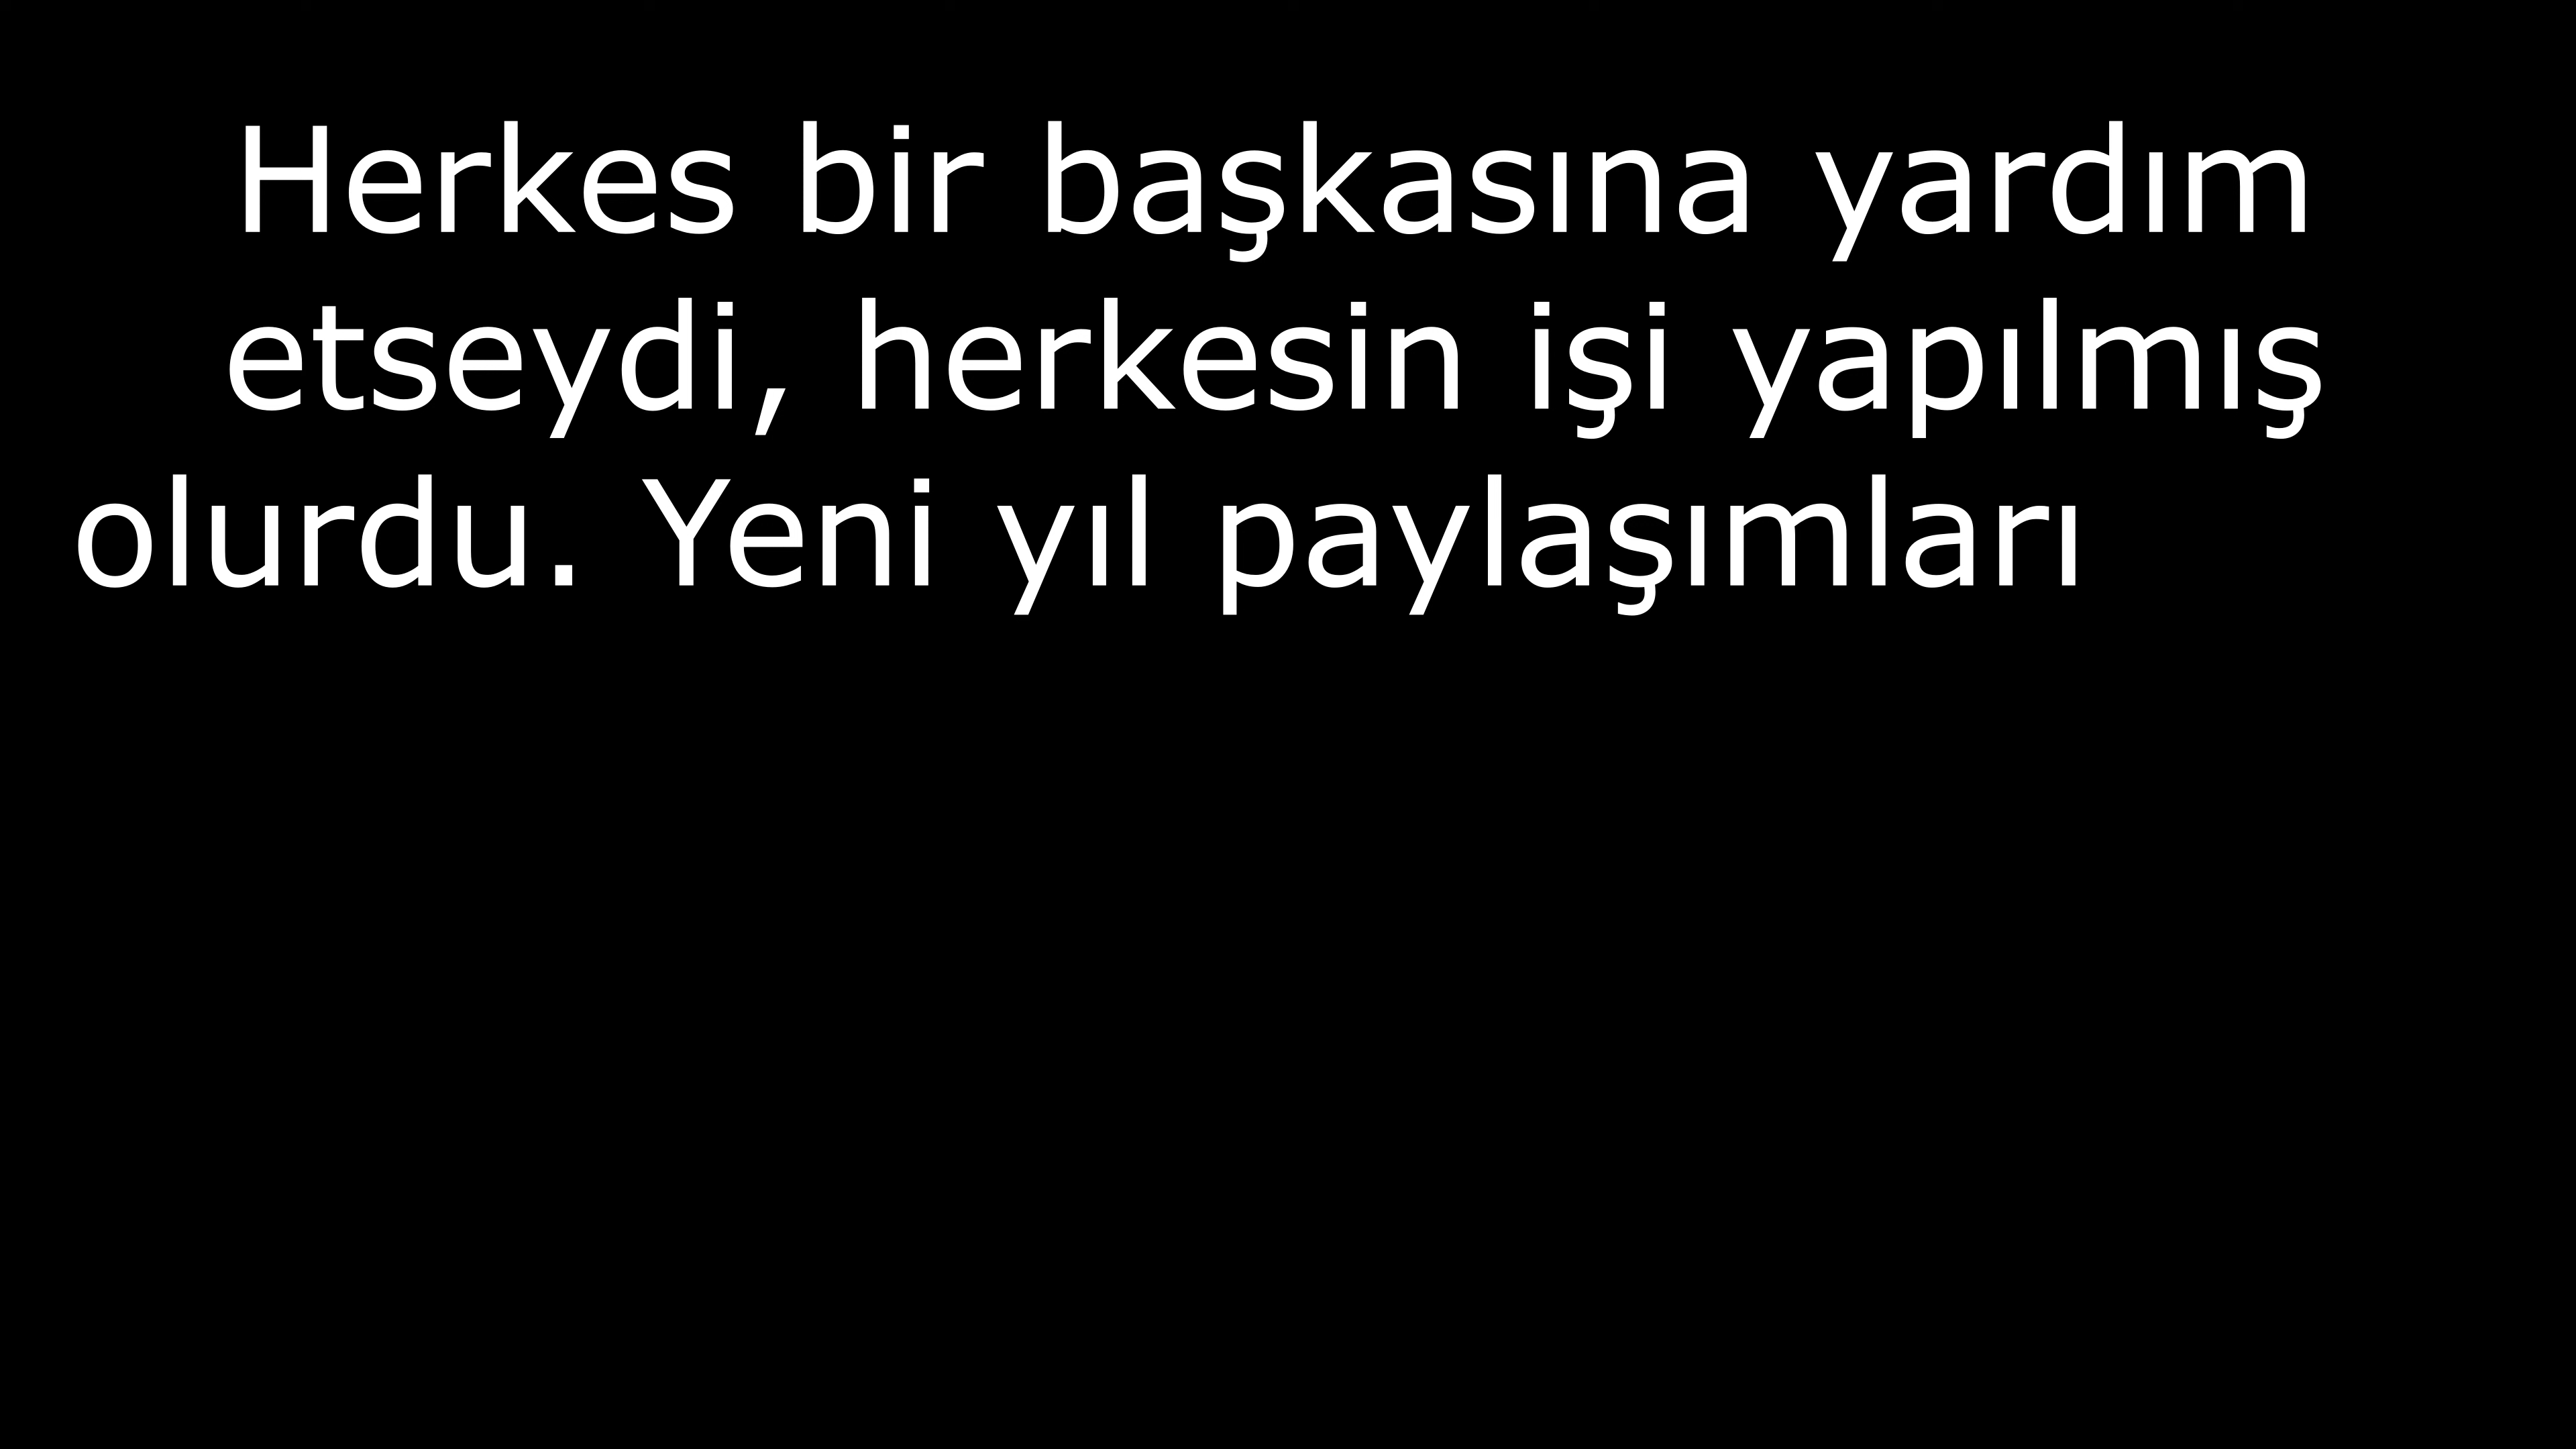 Herkes bir başkasına yardım
etseydi, herkesin işi yapılmış
olurdu. Yeni yıl paylaşımları